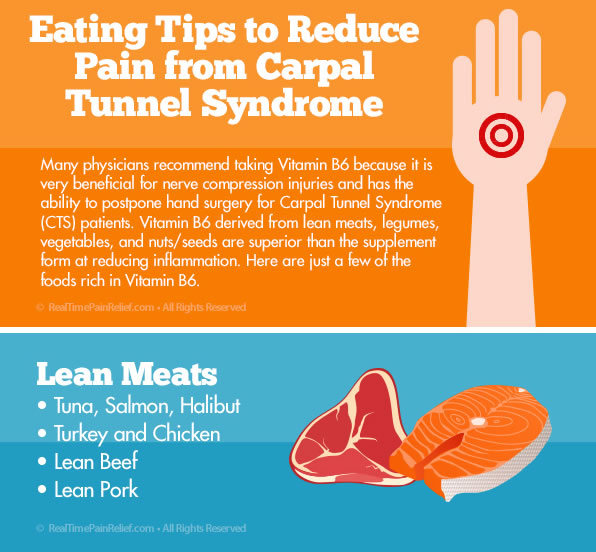 Eating Tips to Reduce
Pain from Carpal
Tunnel Syndrome
Many physicians recommend taking Vitamin B6 because it is
very beneficial for nerve compression injuries and has the
ability to postpone hand surgery for Carpal Tunnel Syndrome
(CTS) patients. Vitamin B6 derived from lean meats, legumes,
vegetables, and nuts/seeds are superior than the supplement
form at reducing inflammation. Here are just a few of the
foods rich in Vitamin B6.
© RealTimePainRelief.com • All Rights Reserved
Lean Meats
• Tuna, Salmon, Halibut
• Turkey and Chicken
• Lean Beef
• Lean Pork
© RealTimePainRelief.com • All Rights Reserved